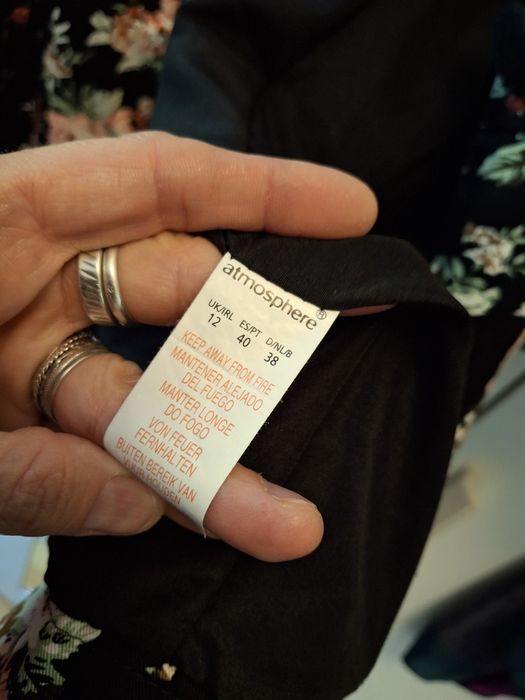 atmosphere®
UK/IRL ES/PT D/NL/B
12 40 38
KEEP AWAY FROM FIRE
MANTENER ALEJADO
DEL FUEGO
MANTER LONGE
DO FOGO
VON FEUER
FERNHALTEN
BUITEN BEREIK VAN